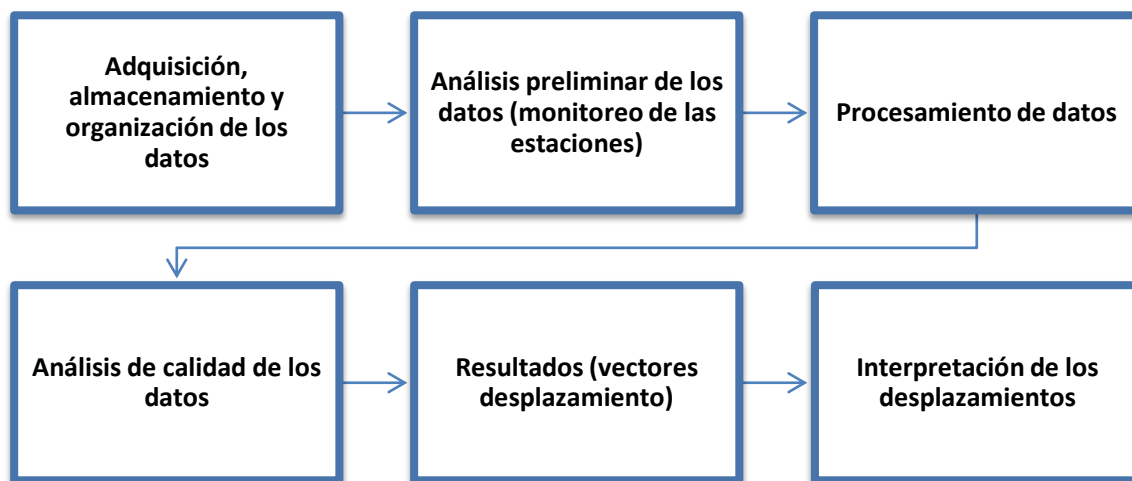 Adquisición,
almacenamiento y
organización de los
datos
Análisis preliminar de los
datos (monitoreo de las
estaciones)
Procesamiento de datos
Análisis de calidad de los
datos
Resultados (vectores
desplazamiento)
Interpretación de los
desplazamientos